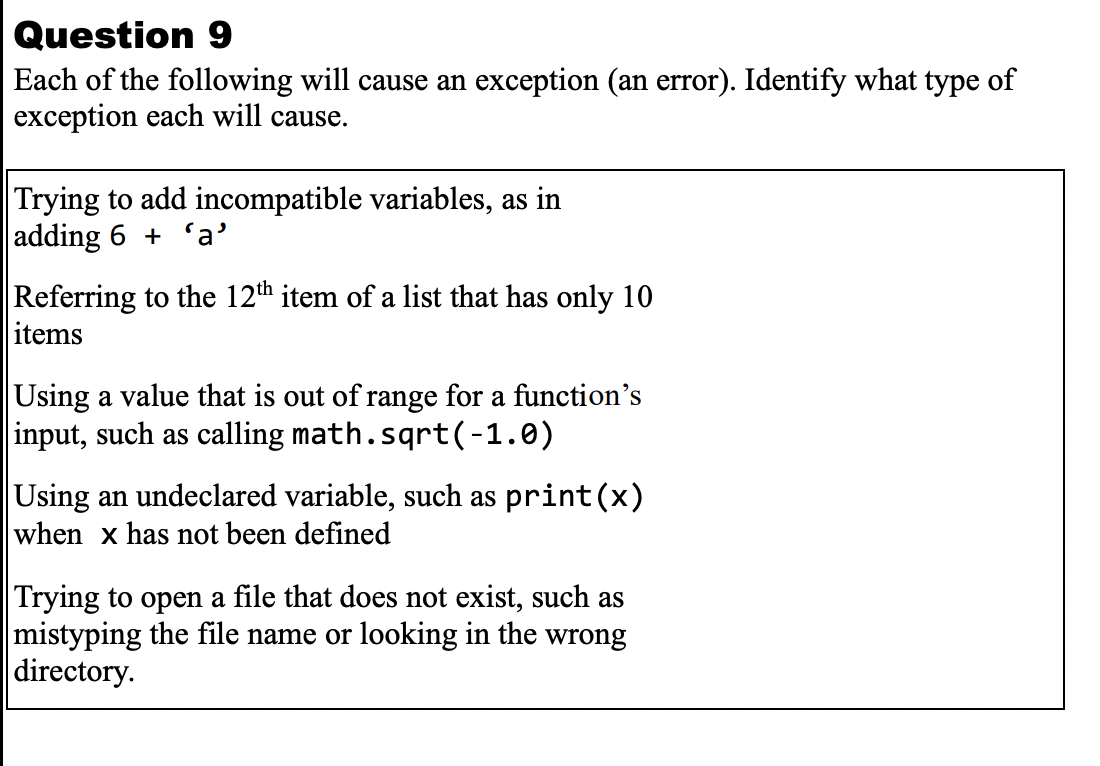 Question 9
Each of the following will cause an exception (an error). Identify what type of
exception each will cause.
Trying to add incompatible variables, as in
adding 6 + ‘a’
Referring to the 12th item of a list that has only 10
items
Using a value that is out of range for a function’s
input, such as calling math.sqrt(-1.0)
Using an undeclared variable, such as print(x)
when x has not been defined
Trying to open a file that does not exist, such as
mistyping the file name or looking in the wrong
directory.